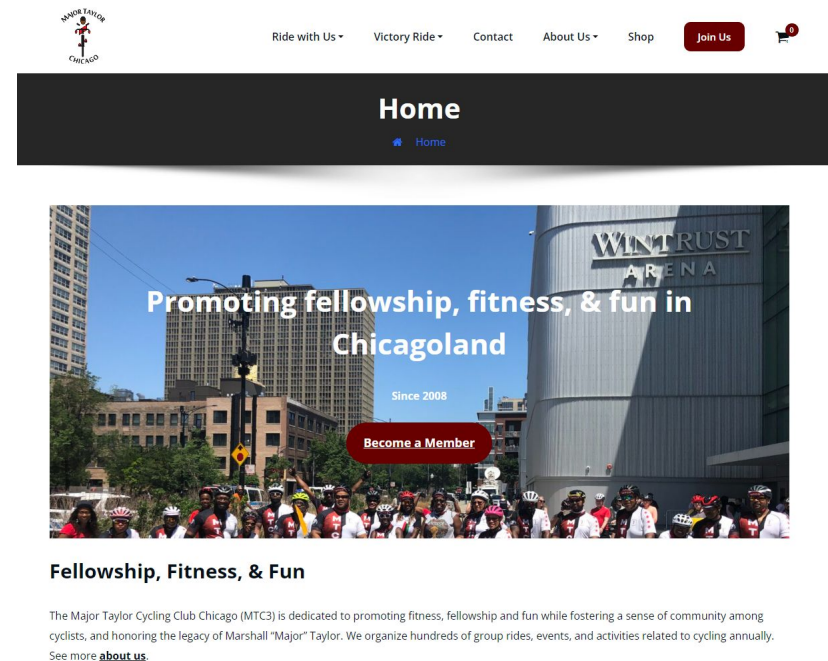 MAJOR TAYLOR
CHICAGO
Ride with Us
Victory Ride
Contact
About Us
Shop
Join Us
0
Home
Home
WINTRUST
ARENA
Promoting fellowship, fitness, & fun in
Chicagoland
Since 2008
Become a Member
Fellowship, Fitness, & Fun
The Major Taylor Cycling Club Chicago (MTC3) is dedicated to promoting fitness, fellowship and fun while fostering a sense of community among
cyclists, and honoring the legacy of Marshall “Major” Taylor. We organize hundreds of group rides, events, and activities related to cycling annually.
See more about us.